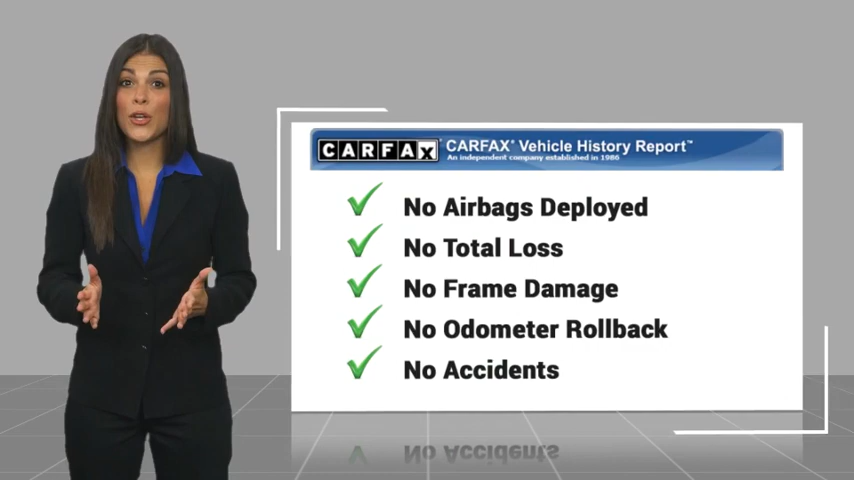 CARFAX® CARFAX® Vehicle History Report™
An independent company established in 1986
No Airbags Deployed
No Total Loss
No Frame Damage
No Odometer Rollback
No Accidents
No Accidents